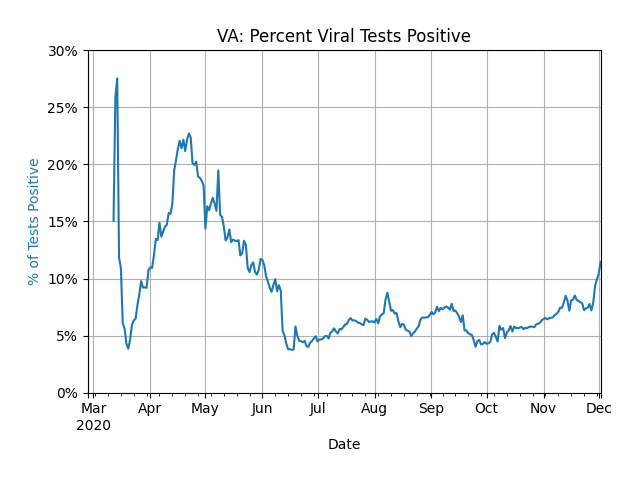 VA: Percent Viral Tests Positive
30%
25%
20%
15%
10%
5%
0%
% of Tests Positive
Mar Apr May Jun Jul Aug Sep Oct Nov Dec
2020
Date